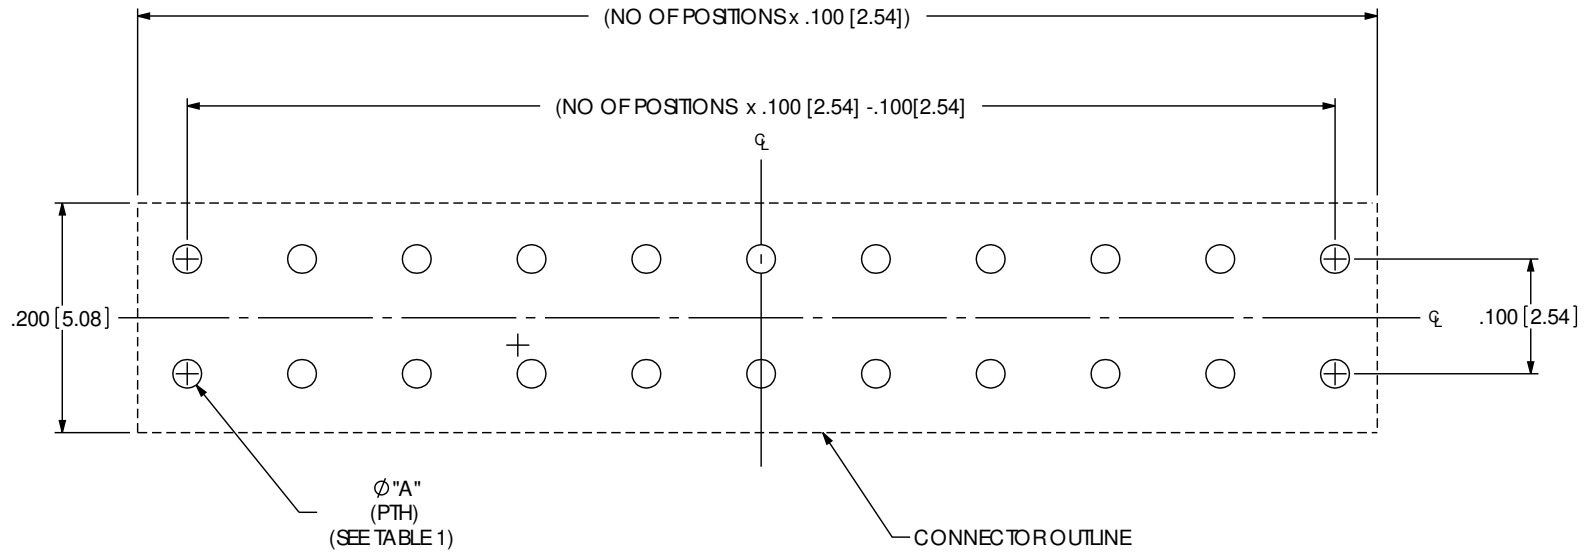 (NO OF POSITIONS x .100 [2.54])
(NO OF POSITIONS x .100 [2.54] -.100[2.54]
℄
.200 [5.08]
℄
.100 [2.54]
Ø "A"
(PTH)
(SEE TABLE 1)
CONNECTOR OUTLINE